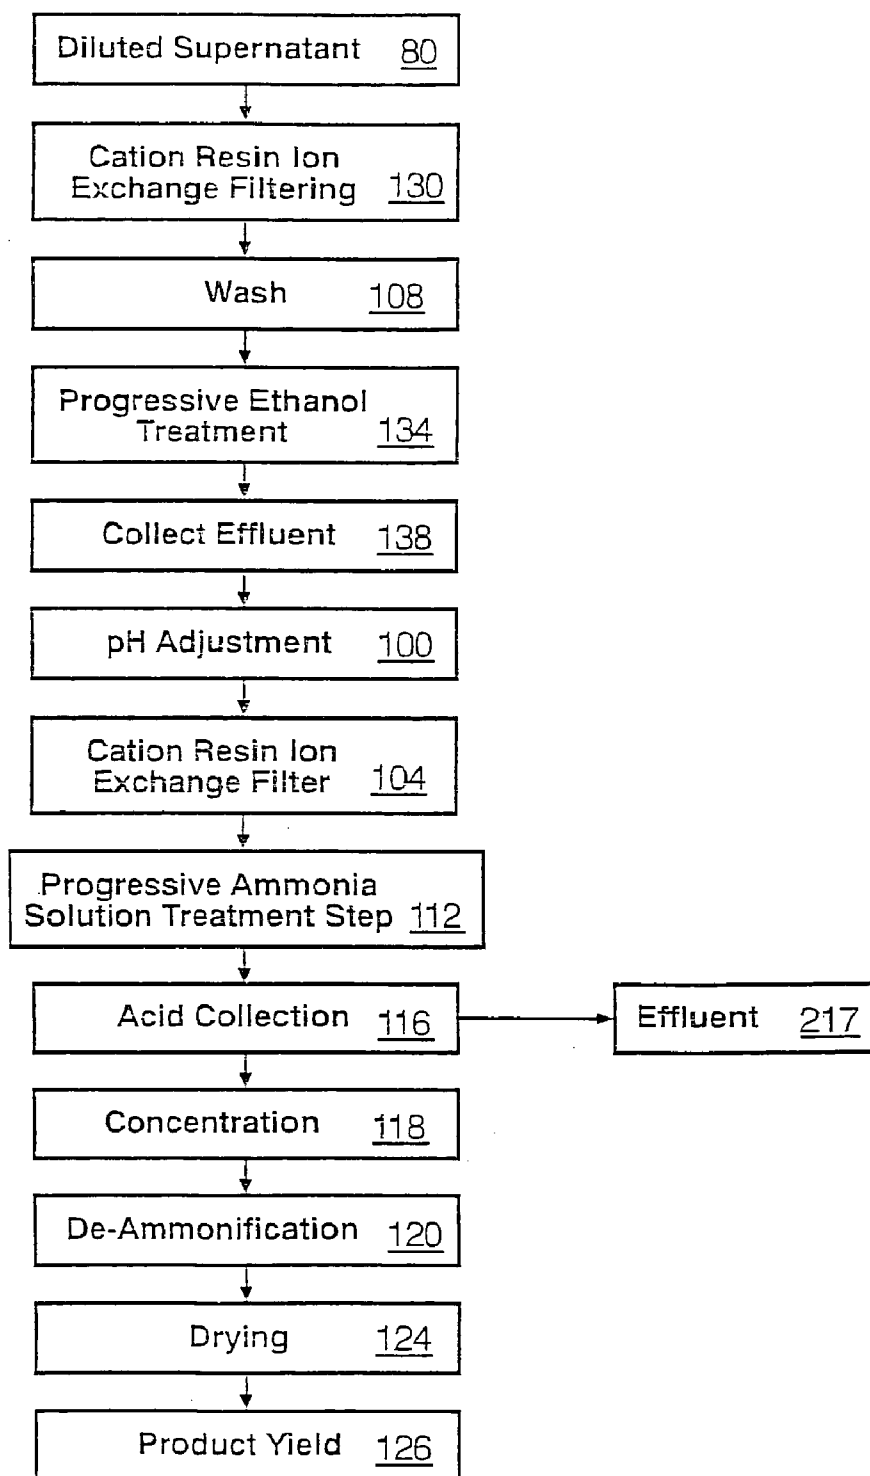 Diluted Supernatant 80
Cation Resin Ion
Exchange Filtering 130
Wash 108
Progressive Ethanol
Treatment 134
Collect Effluent 138
pH Adjustment 100
Cation Resin Ion
Exchange Filter 104
Progressive Ammonia
Solution Treatment Step 112
Acid Collection 116
Effluent 217
Concentration 118
De-Ammonification 120
Drying 124
Product Yield 126